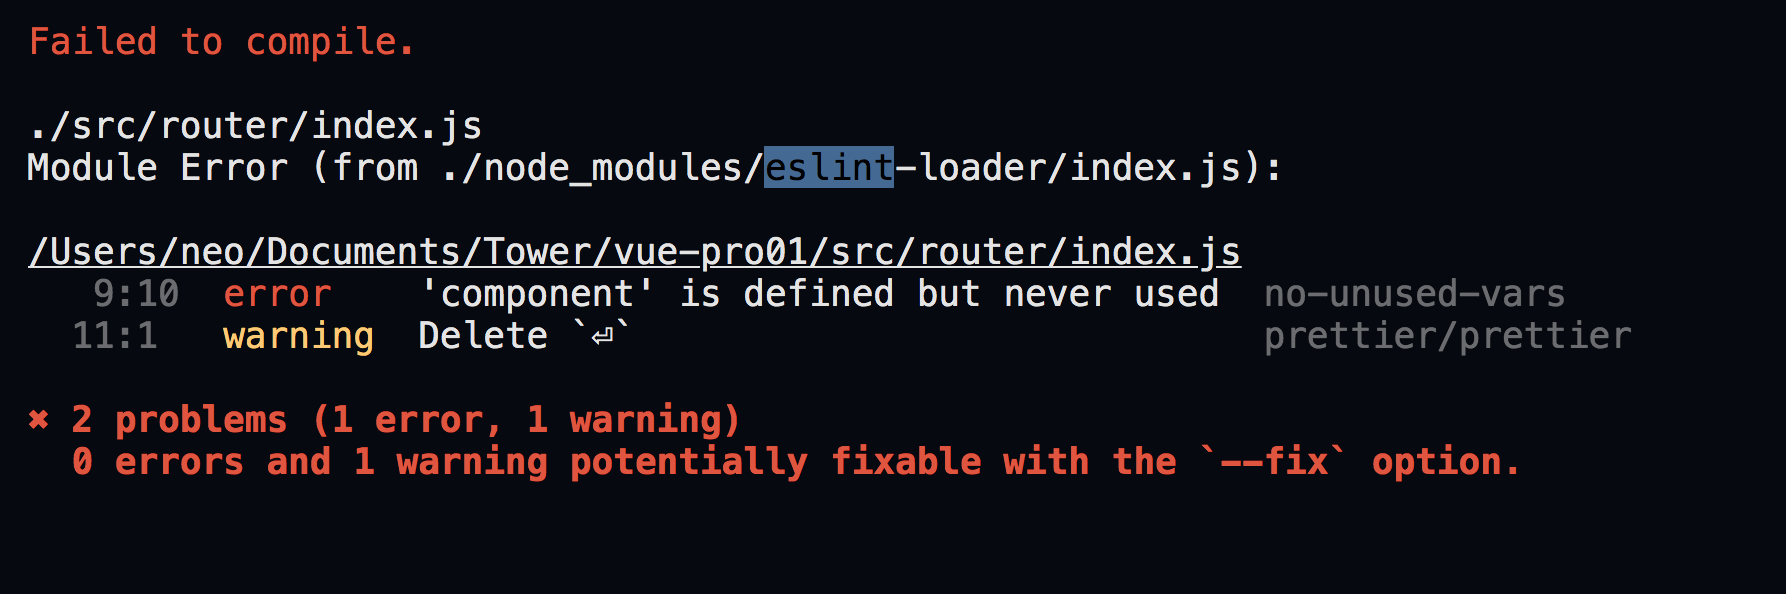 Failed to compile.
./src/router/index.js
Module Error (from ./node_modules/eslint-loader/index.js):
/Users/neo/Documents/Tower/vue-pro01/src/router/index.js
9:10 error 'component' is defined but never used no-unused-vars
11:1 warning Delete `⏎` prettier/prettier
✖ 2 problems (1 error, 1 warning)
0 errors and 1 warning potentially fixable with the `--fix` option.